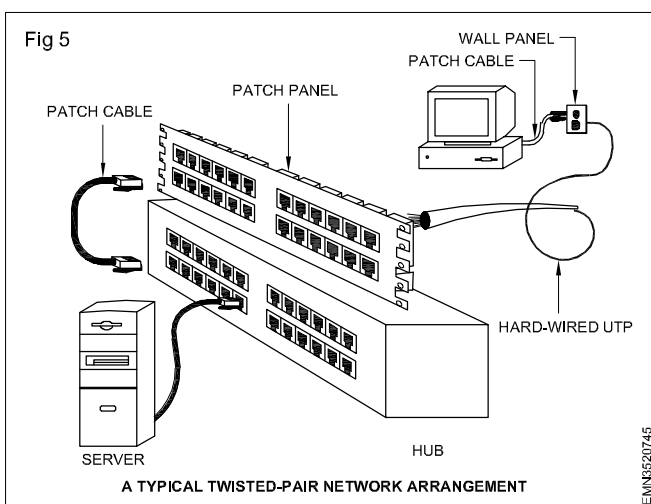 Fig 5
WALL PANEL
PATCH CABLE
PATCH PANEL
PATCH CABLE
HARD-WIRED UTP
HUB
SERVER
A TYPICAL TWISTED-PAIR NETWORK ARRANGEMENT
EMN3520745